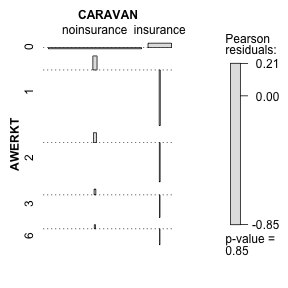 CARAVAN
noinsurance insurance
AWERKT
0
1
2
3
6
Pearson
residuals:
0.21
0.00
-0.85
p-value =
0.85